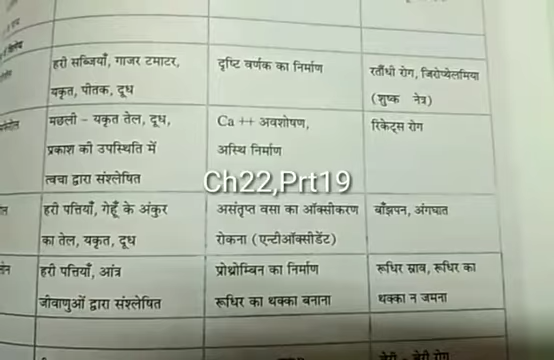 हरी सब्जियाँ, गाजर टमाटर,
यकृत, पीतक, दूध
दृष्टि वर्णक का निर्माण
रतौंधी रोग, जिरोप्थेलमिया
(शुष्क नेत्र)
मछली – यकृत तेल, दूध,
प्रकाश की उपस्थिति में
त्वचा द्वारा संश्लेषित
Ca ++ अवशोषण,
अस्थि निर्माण
रिकेट्स रोग
Ch22,Prt19
हरी पत्तियाँ, गेहूँ के अंकुर
का तेल, यकृत, दूध
असंतृप्त वसा का ऑक्सीकरण
रोकना (एन्टीऑक्सीडेंट)
बाँझपन, अंगघात
हरी पत्तियाँ, आंत्र
जीवाणुओं द्वारा संश्लेषित
प्रोथ्रोम्बिन का निर्माण
रूधिर का थक्का बनाना
रूधिर स्राव, रूधिर का
थक्का न जमना
बेरी – बेरी रोग